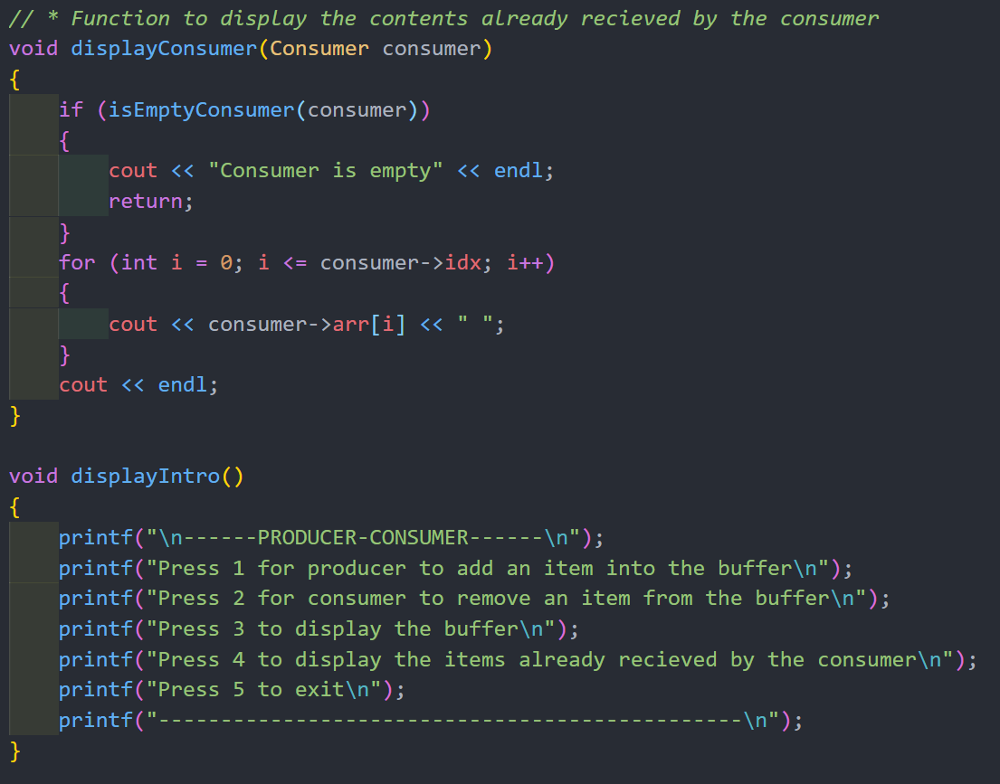 // * Function to display the contents already recieved by the consumer
void displayConsumer(Consumer consumer)
{
    if (isEmptyConsumer(consumer))
    {
        cout << "Consumer is empty" << endl;
        return;
    }
    for (int i = 0; i <= consumer->idx; i++)
    {
        cout << consumer->arr[i] << " ";
    }
    cout << endl;
}

void displayIntro()
{
    printf("\n------PRODUCER-CONSUMER------\n");
    printf("Press 1 for producer to add an item into the buffer\n");
    printf("Press 2 for consumer to remove an item from the buffer\n");
    printf("Press 3 to display the buffer\n");
    printf("Press 4 to display the items already recieved by the consumer\n");
    printf("Press 5 to exit\n");
    printf("-----------------------------------------------\n");
}